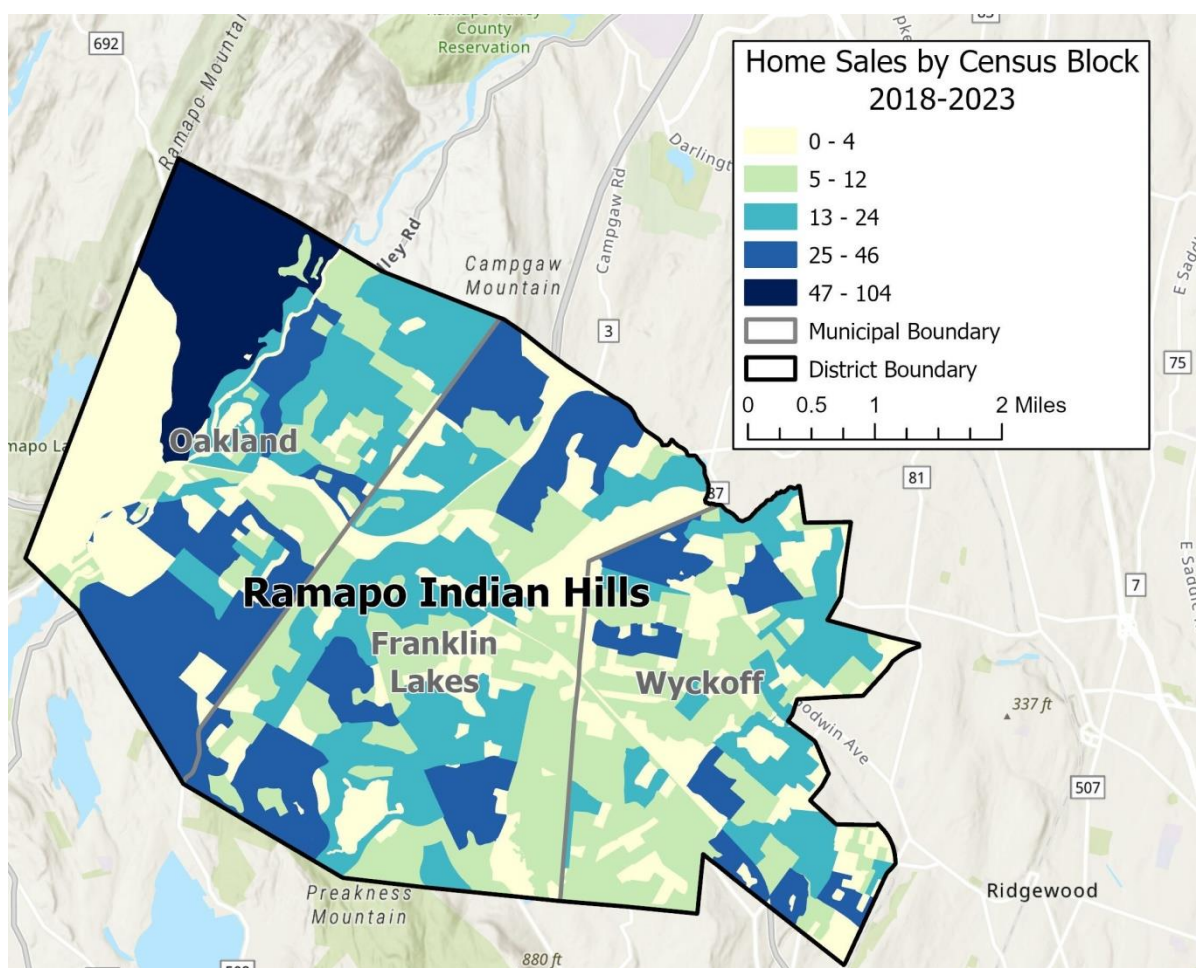 County
Reservation
692
Ramapo Mountain
Home Sales by Census Block
2018-2023
0 - 4
5 - 12
13 - 24
25 - 46
47 - 104
Municipal Boundary
District Boundary
0 0.5 1 2 Miles
Campgaw Rd
Campgaw
Mountain
3
75
81
Oakland
7
Ramapo Indian Hills
Franklin
Lakes
Wyckoff
337 ft
507
Preakness
Mountain
Ridgewood
880 ft